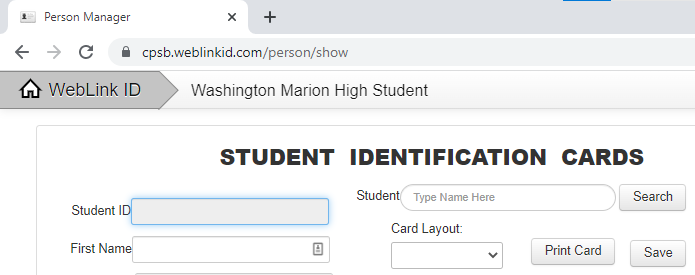 Person Manager
cpsb.weblinkid.com/person/show
WebLink ID
Washington Marion High Student
STUDENT IDENTIFICATION CARDS
Student Type Name Here Search
Student ID
Card Layout:
First Name
Print Card Save